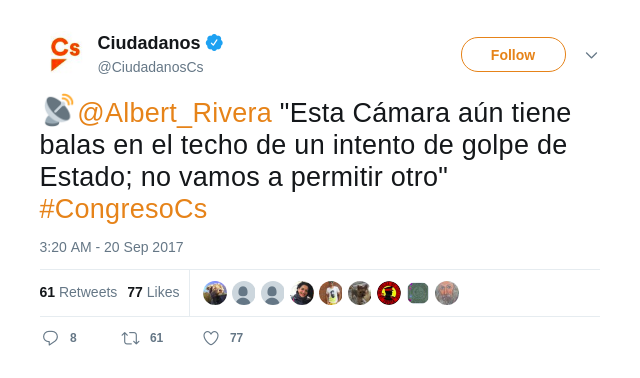 Cs
Ciudadanos
@CiudadanosCs
Follow
@Albert_Rivera "Esta Cámara aún tiene
balas en el techo de un intento de golpe de
Estado; no vamos a permitir otro"
#CongresoCs
3:20 AM - 20 Sep 2017
61 Retweets 77 Likes
8 61 77